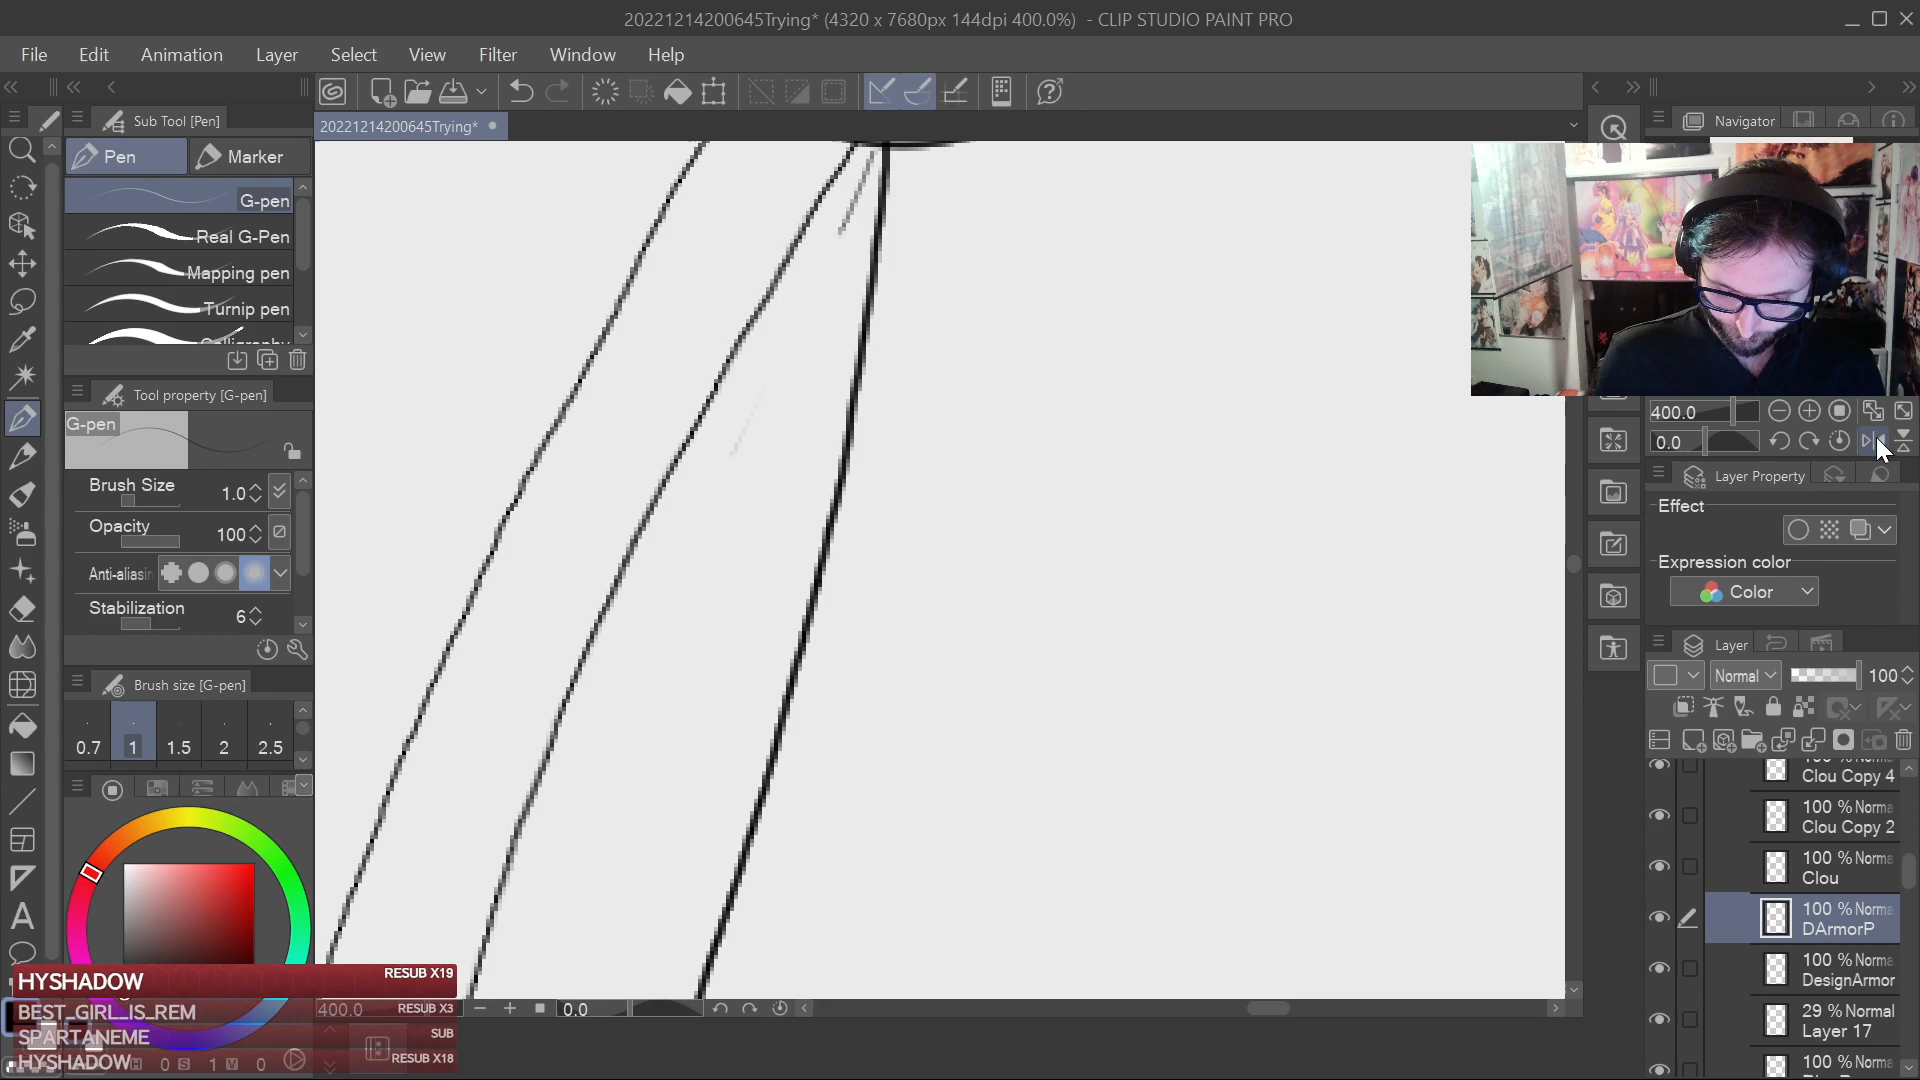 20221214200645Trying* (4320 x 7680px 144dpi 400.0%) - CLIP STUDIO PAINT PRO
File Edit Animation Layer Select View Filter Window Help
Sub Tool [Pen]
20221214200645Trying*
Navigator
Pen Marker
G-pen
Real G-Pen
Mapping pen
Turnip pen
Tool property [G-pen]
G-pen
Brush Size 1.0
Opacity 100
Stabilization 6
Brush size [G-pen]
0.7 1 1.5 2 2.5
400.0
0.0
Layer Property
Effect
Expression color
Color
Layer
Normal 100
Clou Copy 4
100 % Norma
Clou Copy 2
100 % Norma
Clou
100 % Norma
DArmorP
100 % Norma
DesignArmor
29 % Normal
Layer 17
100 % Norma
HYSHADOW RESUB X19
BEST_GIRL_IS_REM RESUB X3
SPARTANEME SUB
HYSHADOW RESUB X18
400.0 0.0
H 0 S 1 V 0